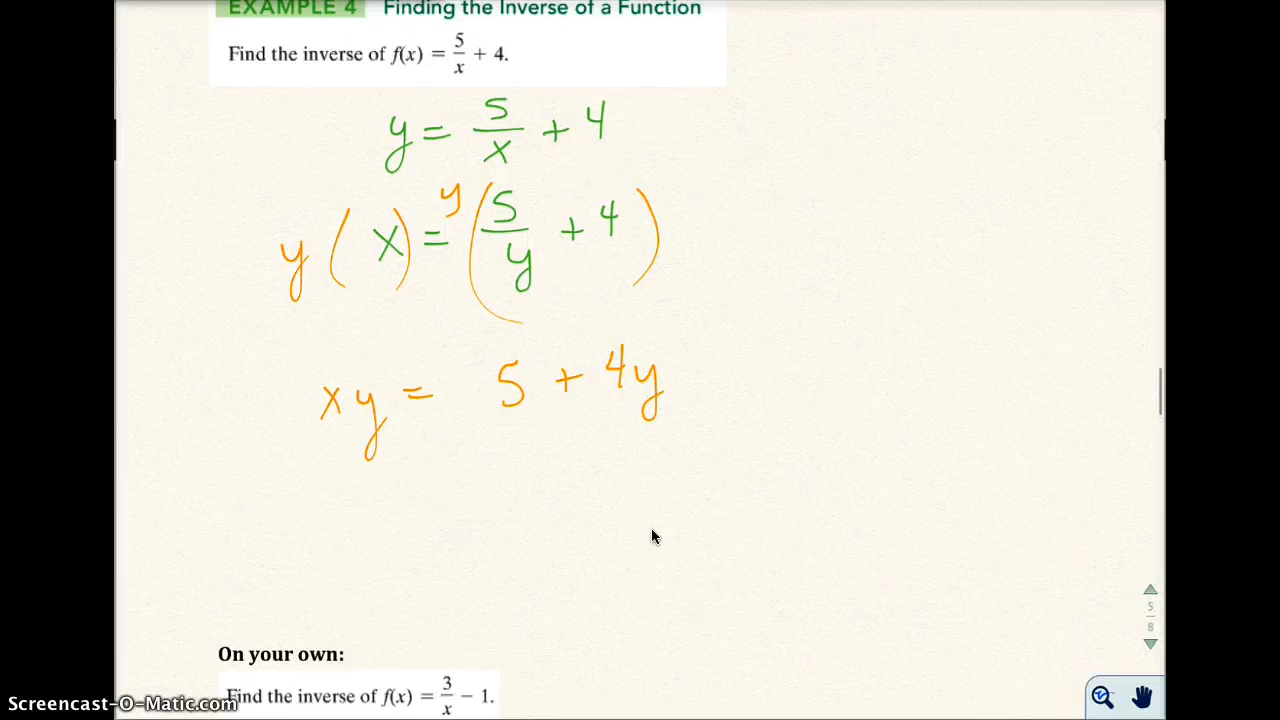 EXAMPLE 4 Finding the Inverse of a Function
Find the inverse of f(x) = 5/x + 4.
y = 5/x + 4
y( x) = y(5/y + 4)
xy = 5 + 4y
On your own:
Find the inverse of f(x) = 3/x − 1.
5
8
Screencast-O-Matic.com